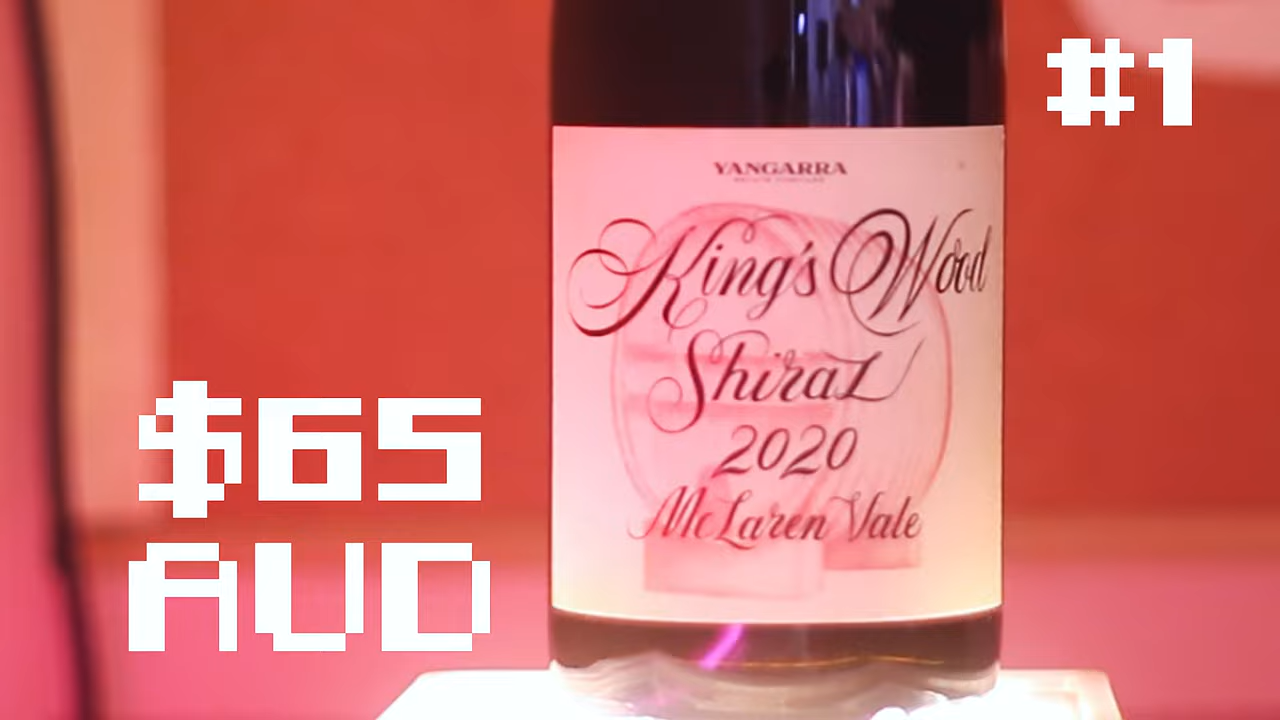 #1
YANGARRA
King's Wood
Shiraz
2020
McLaren Vale
$65
AUD